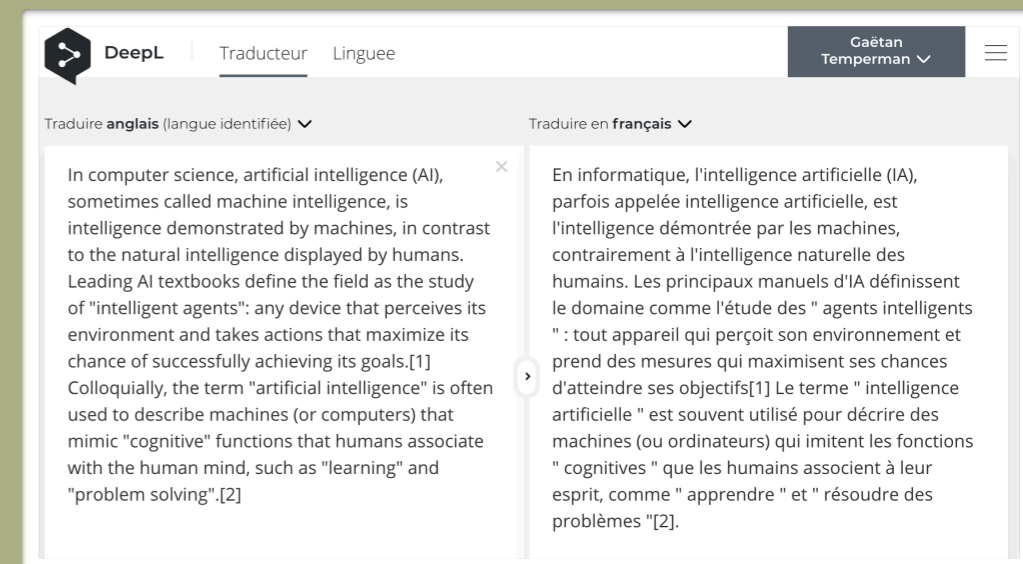 DeepL
Traducteur
Linguee
Gaëtan
Temperman
Traduire anglais (langue identifiée)
Traduire en français
In computer science, artificial intelligence (AI),
sometimes called machine intelligence, is
intelligence demonstrated by machines, in contrast
to the natural intelligence displayed by humans.
Leading AI textbooks define the field as the study
of "intelligent agents": any device that perceives its
environment and takes actions that maximize its
chance of successfully achieving its goals.[1]
Colloquially, the term "artificial intelligence" is often
used to describe machines (or computers) that
mimic "cognitive" functions that humans associate
with the human mind, such as "learning" and
"problem solving".[2]
En informatique, l'intelligence artificielle (IA),
parfois appelée intelligence artificielle, est
l'intelligence démontrée par les machines,
contrairement à l'intelligence naturelle des
humains. Les principaux manuels d'IA définissent
le domaine comme l'étude des " agents intelligents
" : tout appareil qui perçoit son environnement et
prend des mesures qui maximisent ses chances
d'atteindre ses objectifs[1] Le terme " intelligence
artificielle " est souvent utilisé pour décrire des
machines (ou ordinateurs) qui imitent les fonctions
" cognitives " que les humains associent à leur
esprit, comme " apprendre " et " résoudre des
problèmes "[2].